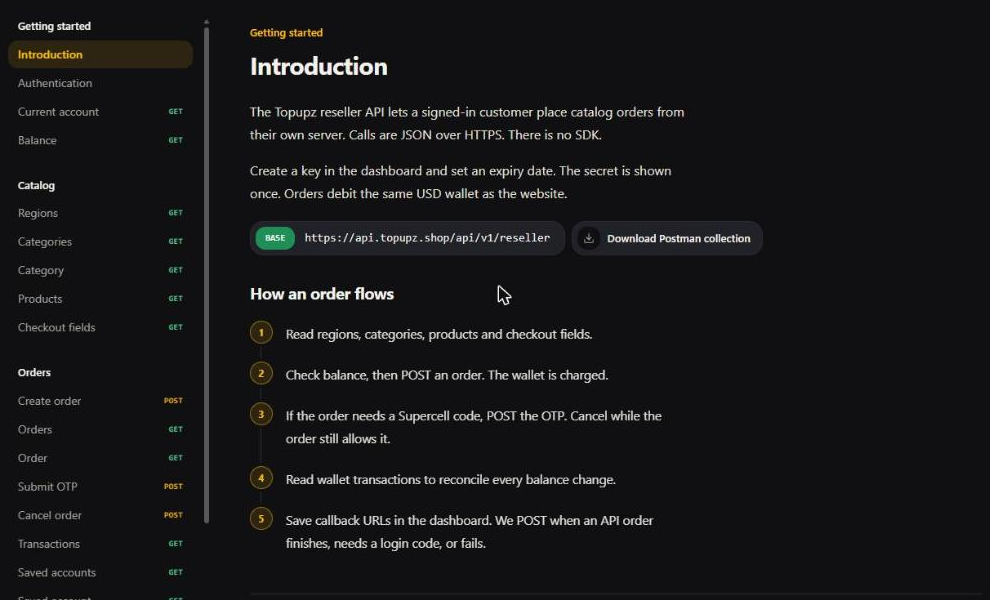 Getting started
Introduction
Authentication
Current account GET
Balance GET
Catalog
Regions GET
Categories GET
Category GET
Products GET
Checkout fields GET
Orders
Create order POST
Orders GET
Order GET
Submit OTP POST
Cancel order POST
Transactions GET
Saved accounts GET
Saved account GET
Getting started
Introduction
The Topupz reseller API lets a signed-in customer place catalog orders from
their own server. Calls are JSON over HTTPS. There is no SDK.
Create a key in the dashboard and set an expiry date. The secret is shown
once. Orders debit the same USD wallet as the website.
BASE https://api.topupz.shop/api/v1/reseller Download Postman collection
How an order flows
1 Read regions, categories, products and checkout fields.
2 Check balance, then POST an order. The wallet is charged.
3 If the order needs a Supercell code, POST the OTP. Cancel while the
order still allows it.
4 Read wallet transactions to reconcile every balance change.
5 Save callback URLs in the dashboard. We POST when an API order
finishes, needs a login code, or fails.